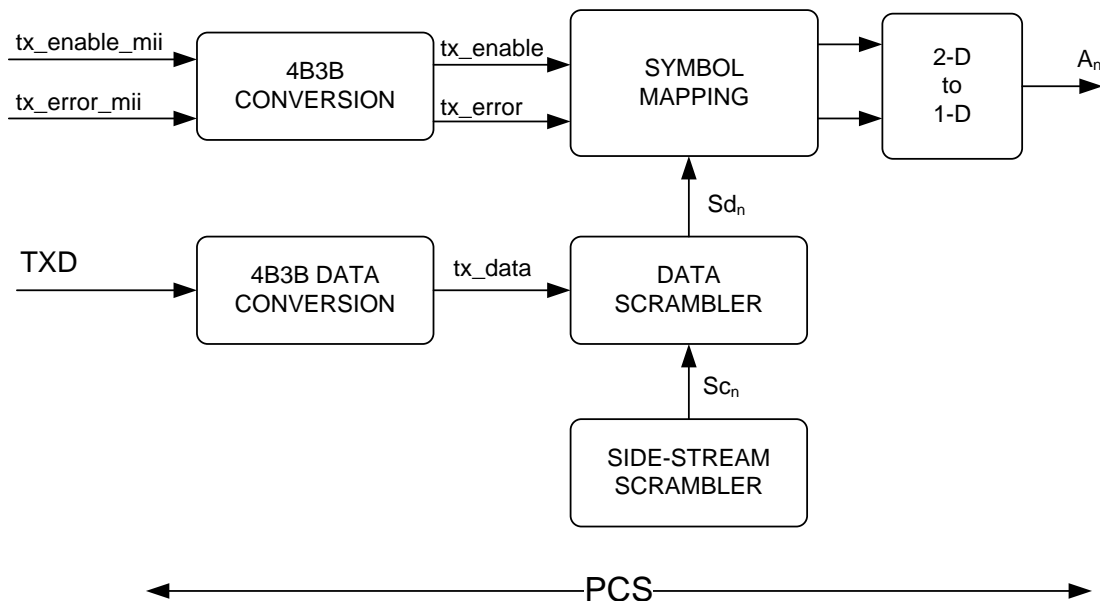 tx_enable_mii
tx_error_mii
4B3B
CONVERSION
tx_enable
tx_error
SYMBOL
MAPPING
2-D
to
1-D
Aₙ
Sdₙ
TXD
4B3B DATA
CONVERSION
tx_data
DATA
SCRAMBLER
Scₙ
SIDE-STREAM
SCRAMBLER
PCS